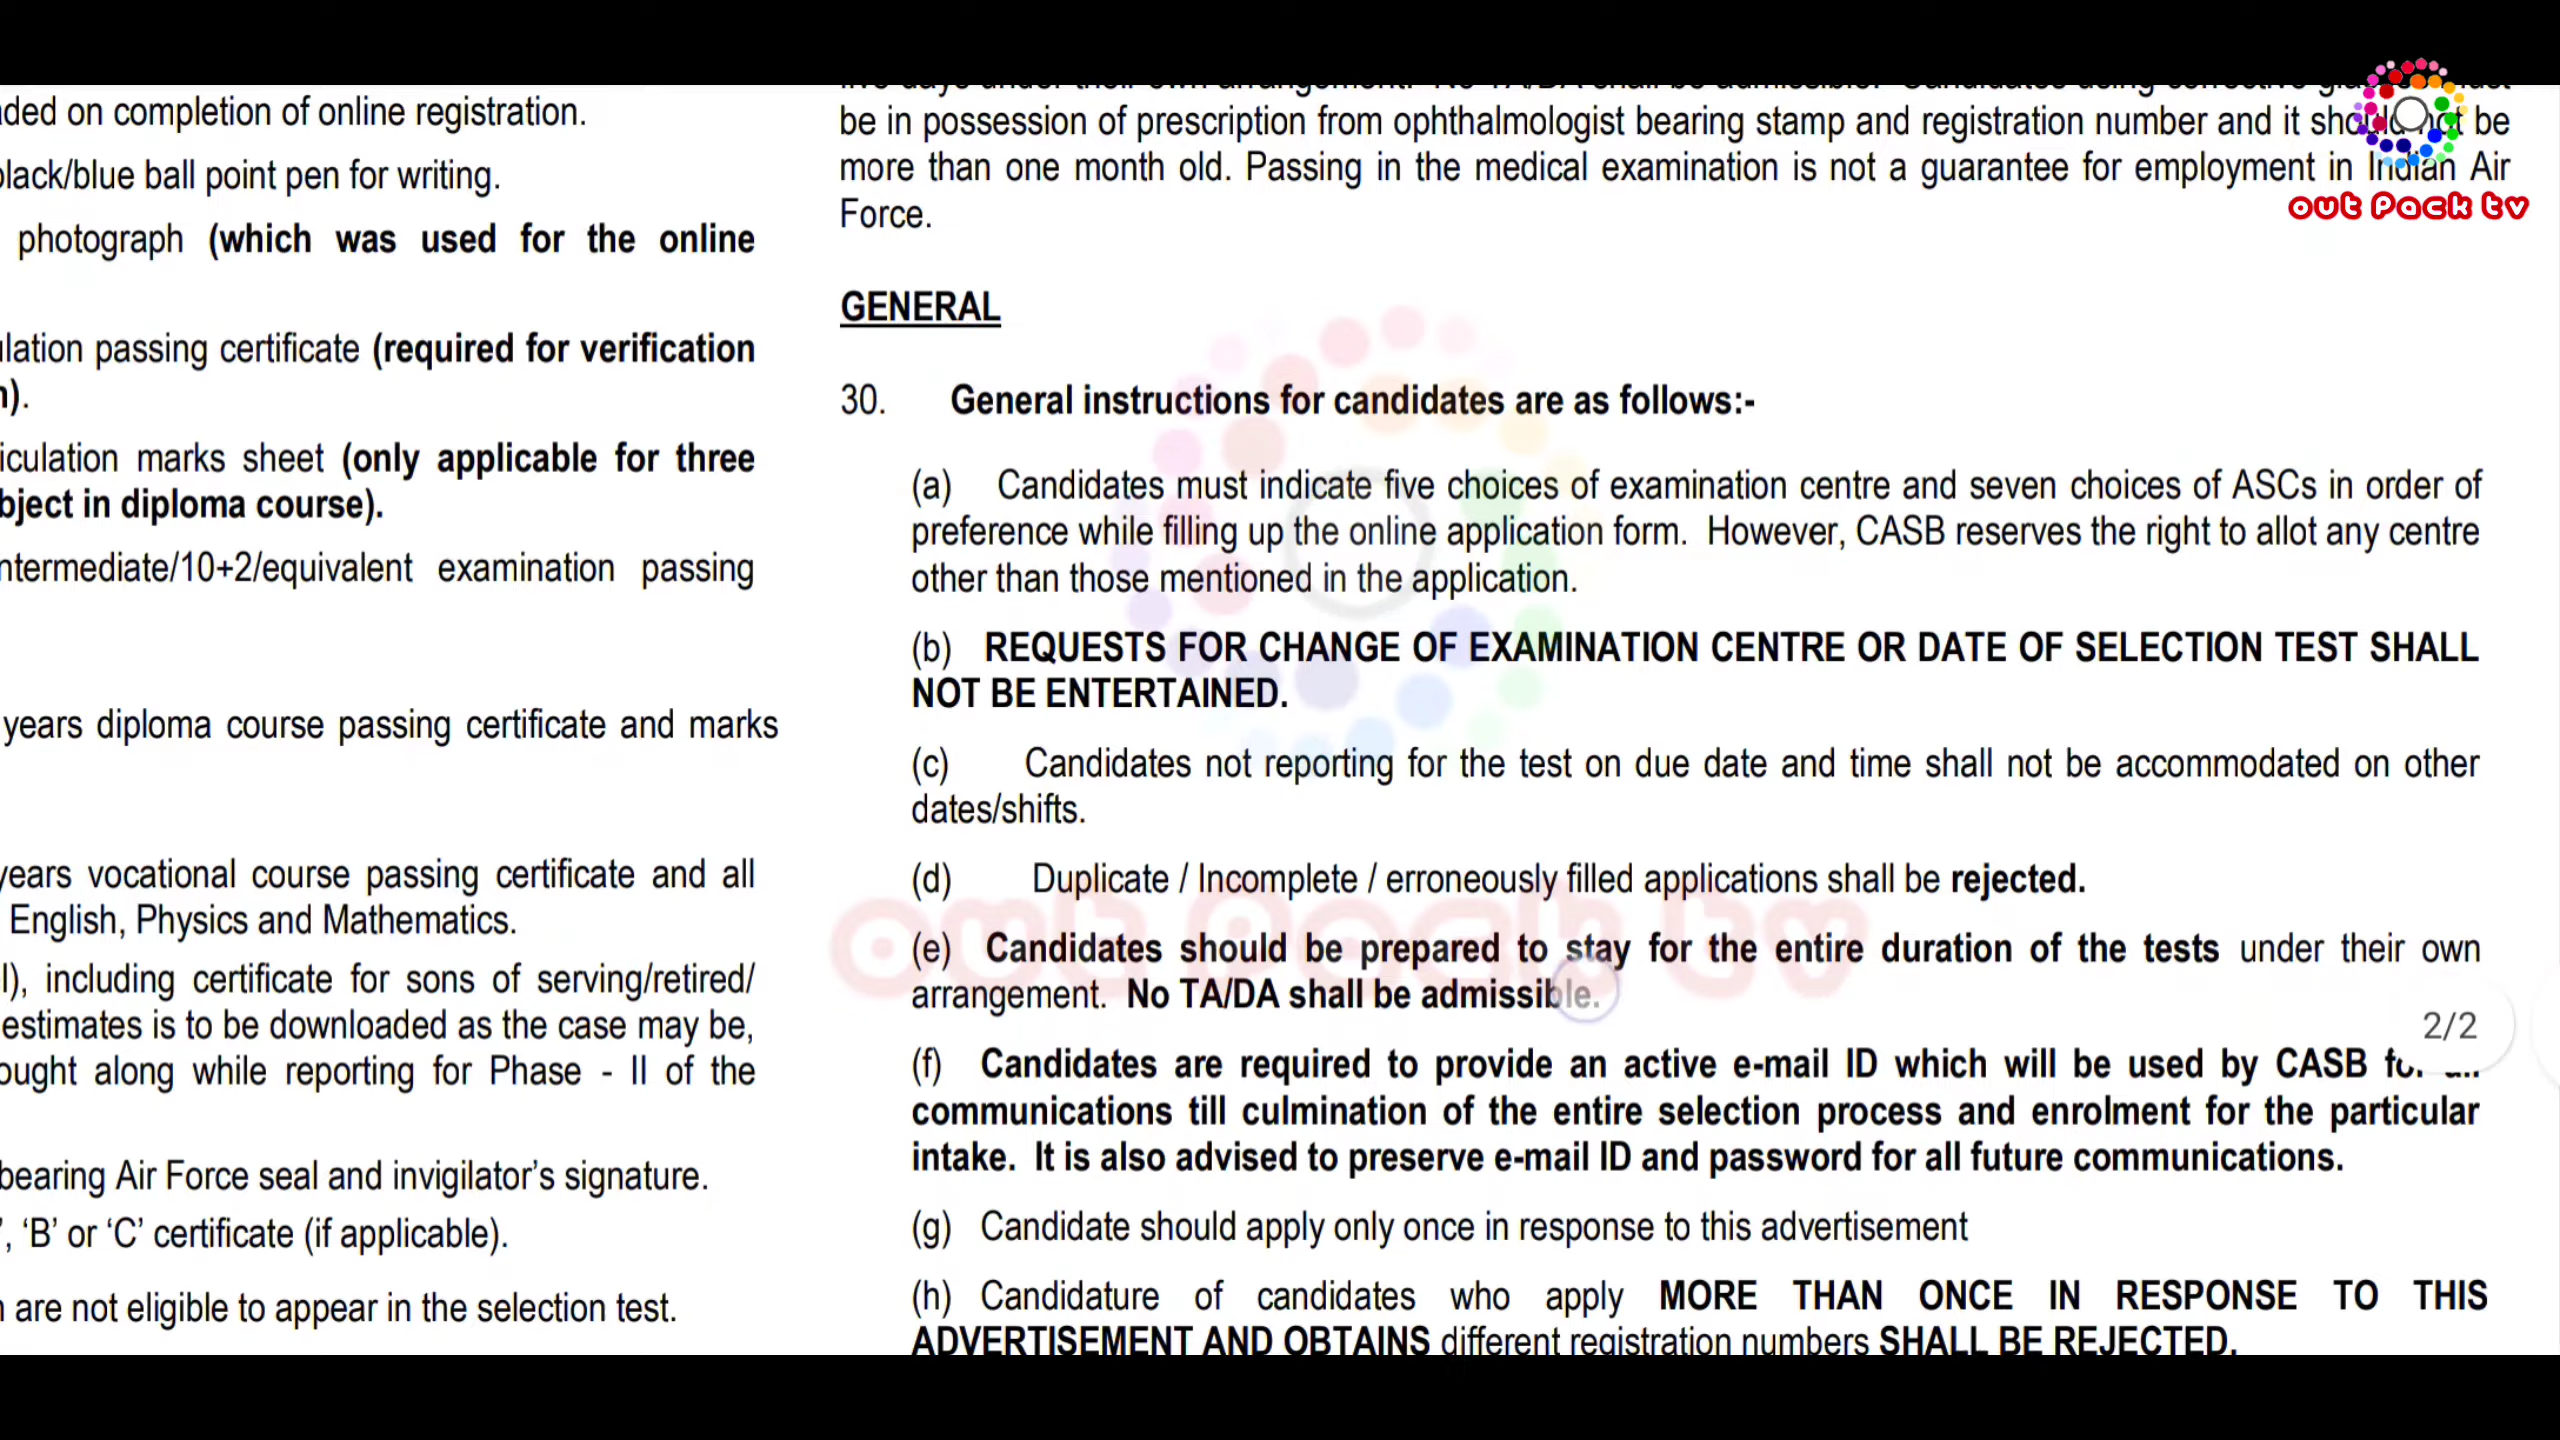 ded on completion of online registration.
lack/blue ball point pen for writing.
photograph (which was used for the online
lation passing certificate (required for verification
).
iculation marks sheet (only applicable for three
bject in diploma course).
ntermediate/10+2/equivalent examination passing
years diploma course passing certificate and marks
years vocational course passing certificate and all
English, Physics and Mathematics.
l), including certificate for sons of serving/retired/
estimates is to be downloaded as the case may be,
ought along while reporting for Phase - II of the
bearing Air Force seal and invigilator's signature.
', 'B' or 'C' certificate (if applicable).
are not eligible to appear in the selection test.
be in possession of prescription from ophthalmologist bearing stamp and registration number and it should not be
more than one month old. Passing in the medical examination is not a guarantee for employment in Indian Air
Force.
GENERAL
30. General instructions for candidates are as follows:-
(a) Candidates must indicate five choices of examination centre and seven choices of ASCs in order of
preference while filling up the online application form. However, CASB reserves the right to allot any centre
other than those mentioned in the application.
(b) REQUESTS FOR CHANGE OF EXAMINATION CENTRE OR DATE OF SELECTION TEST SHALL
NOT BE ENTERTAINED.
(c) Candidates not reporting for the test on due date and time shall not be accommodated on other
dates/shifts.
(d) Duplicate / Incomplete / erroneously filled applications shall be rejected.
(e) Candidates should be prepared to stay for the entire duration of the tests under their own
arrangement. No TA/DA shall be admissible.
(f) Candidates are required to provide an active e-mail ID which will be used by CASB
communications till culmination of the entire selection process and enrolment for the particular
intake. It is also advised to preserve e-mail ID and password for all future communications.
(g) Candidate should apply only once in response to this advertisement
(h) Candidature of candidates who apply MORE THAN ONCE IN RESPONSE TO THIS
ADVERTISEMENT AND OBTAINS different registration numbers SHALL BE REJECTED.
out Pack tv
out Pack tv
2/2